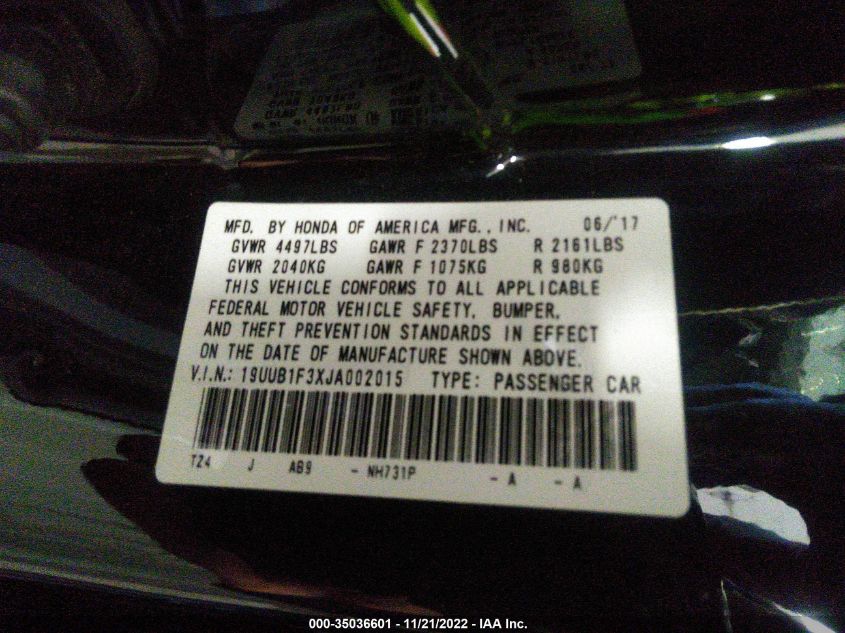 MFD. BY HONDA OF AMERICA MFG., INC. 06/'17
GVWR 4497LBS GAWR F 2370LBS R 2161LBS
GVWR 2040KG GAWR F 1075KG R 980KG
THIS VEHICLE CONFORMS TO ALL APPLICABLE
FEDERAL MOTOR VEHICLE SAFETY, BUMPER,
AND THEFT PREVENTION STANDARDS IN EFFECT
ON THE DATE OF MANUFACTURE SHOWN ABOVE.
V.I.N.: 19UUB1F3XJA002015 TYPE: PASSENGER CAR
TZ4 J AB9 - NH731P - A - A
000-35036601 - 11/21/2022 - IAA Inc.